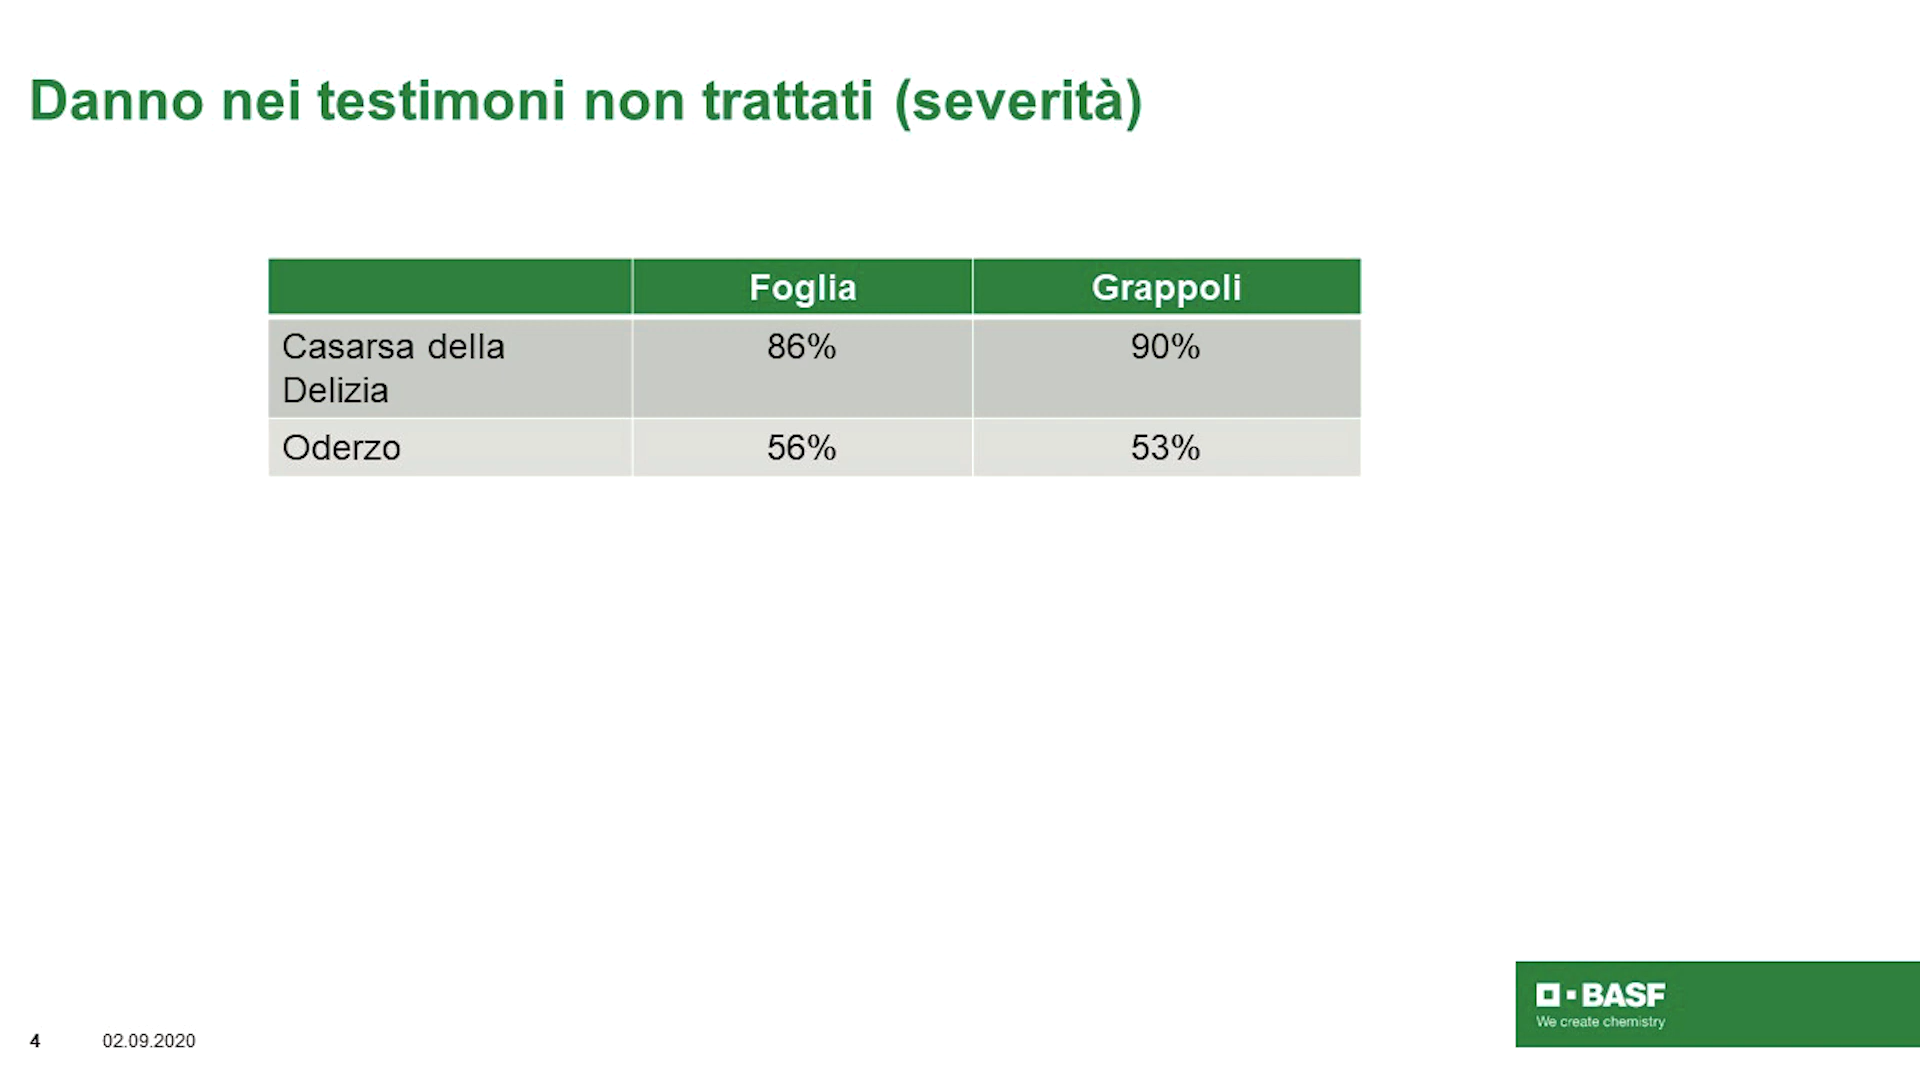 Danno nei testimoni non trattati (severità)
Foglia Grappoli
Casarsa della
Delizia 86% 90%
Oderzo 56% 53%
BASF
We create chemistry
4 02.09.2020